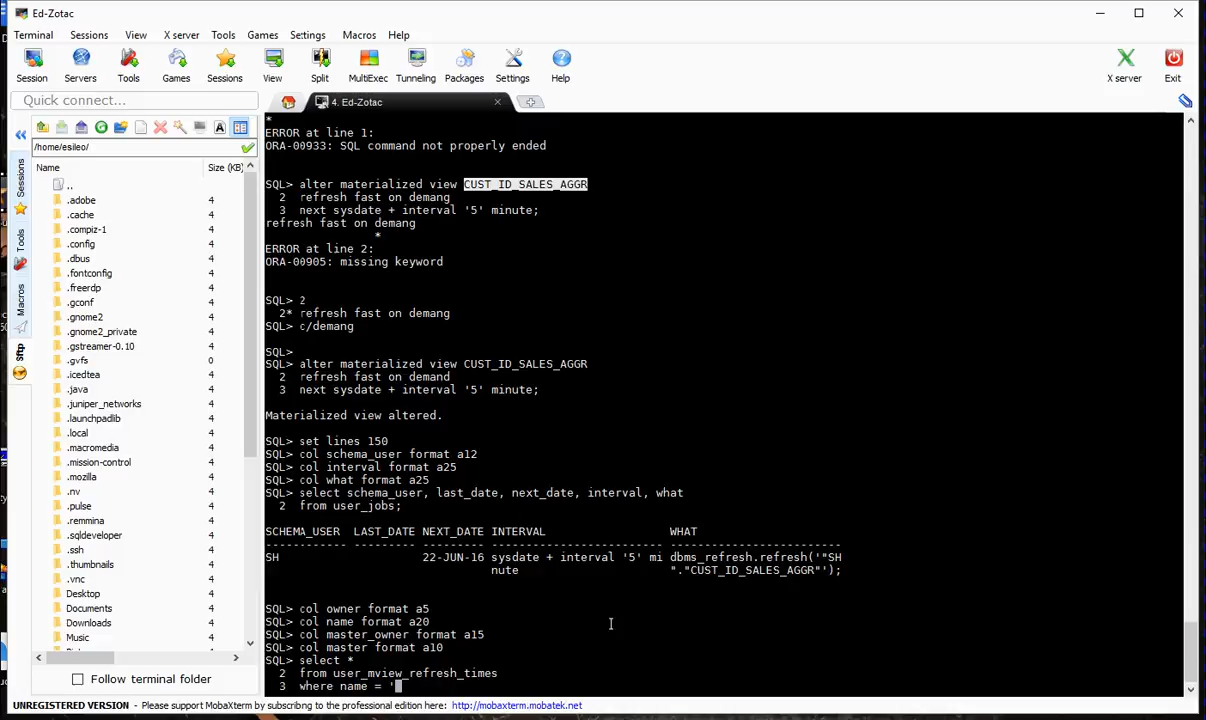 Ed-Zotac
Terminal Sessions View X server Tools Games Settings Macros Help
Session Servers Tools Games Sessions View Split MultiExec Tunneling Packages Settings Help X server Exit
Quick connect...
4. Ed-Zotac
/home/esileo/
Name Size (KB)
..
.adobe 4
.cache 4
.compiz-1 4
.config 4
.dbus 4
.fontconfig 4
.freerdp 4
.gconf 4
.gnome2 4
.gnome2_private 4
.gstreamer-0.10 4
.gvfs 0
.icedtea 4
.java 4
.juniper_networks 4
.launchpadlib 4
.local 4
.macromedia 4
.mission-control 4
.mozilla 4
.nv 4
.pulse 4
.remmina 4
.sqldeveloper 4
.ssh 4
.thumbnails 4
.vnc 4
Desktop 4
Documents 4
Downloads 4
Music 4
Sessions
Tools
Macros
Sftp
Follow terminal folder
*
ERROR at line 1:
ORA-00933: SQL command not properly ended
SQL> alter materialized view CUST_ID_SALES_AGGR
2 refresh fast on demang
3 next sysdate + interval '5' minute;
refresh fast on demang
*
ERROR at line 2:
ORA-00905: missing keyword
SQL> 2
2* refresh fast on demang
SQL> c/demang
SQL>
SQL> alter materialized view CUST_ID_SALES_AGGR
2 refresh fast on demand
3 next sysdate + interval '5' minute;
Materialized view altered.
SQL> set lines 150
SQL> col schema_user format a12
SQL> col interval format a25
SQL> col what format a25
SQL> select schema_user, last_date, next_date, interval, what
2 from user_jobs;
SCHEMA_USER LAST_DATE NEXT_DATE INTERVAL WHAT
------------ --------- --------- ------------------------- -------------------------
SH 22-JUN-16 sysdate + interval '5' mi dbms_refresh.refresh('"SH
nute "."CUST_ID_SALES_AGGR"');
SQL> col owner format a5
SQL> col name format a20
SQL> col master_owner format a15
SQL> col master format a10
SQL> select *
2 from user_mview_refresh_times
3 where name = '
UNREGISTERED VERSION - Please support MobaXterm by subscribing to the professional edition here: http://mobaxterm.mobatek.net